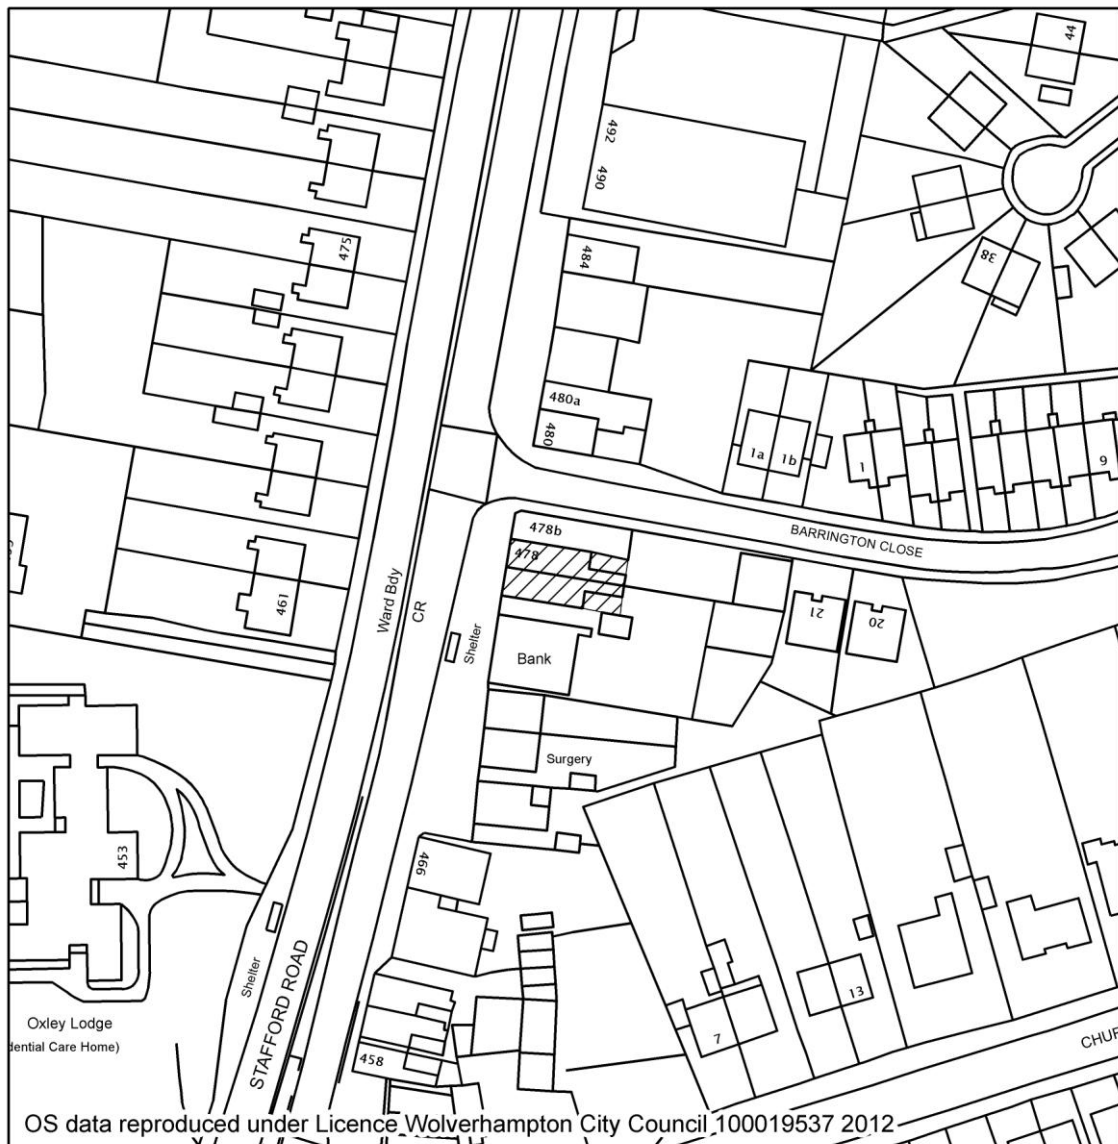 44
492
490
475
484
38
480a
480
1a
1b
1
9
BARRINGTON CLOSE
478b
478
Ward Bdy
CR
461
Shelter
Bank
21
20
Surgery
453
466
Shelter
STAFFORD ROAD
13
7
Oxley Lodge
dential Care Home)
458
OS data reproduced under Licence Wolverhampton City Council 100019537 2012